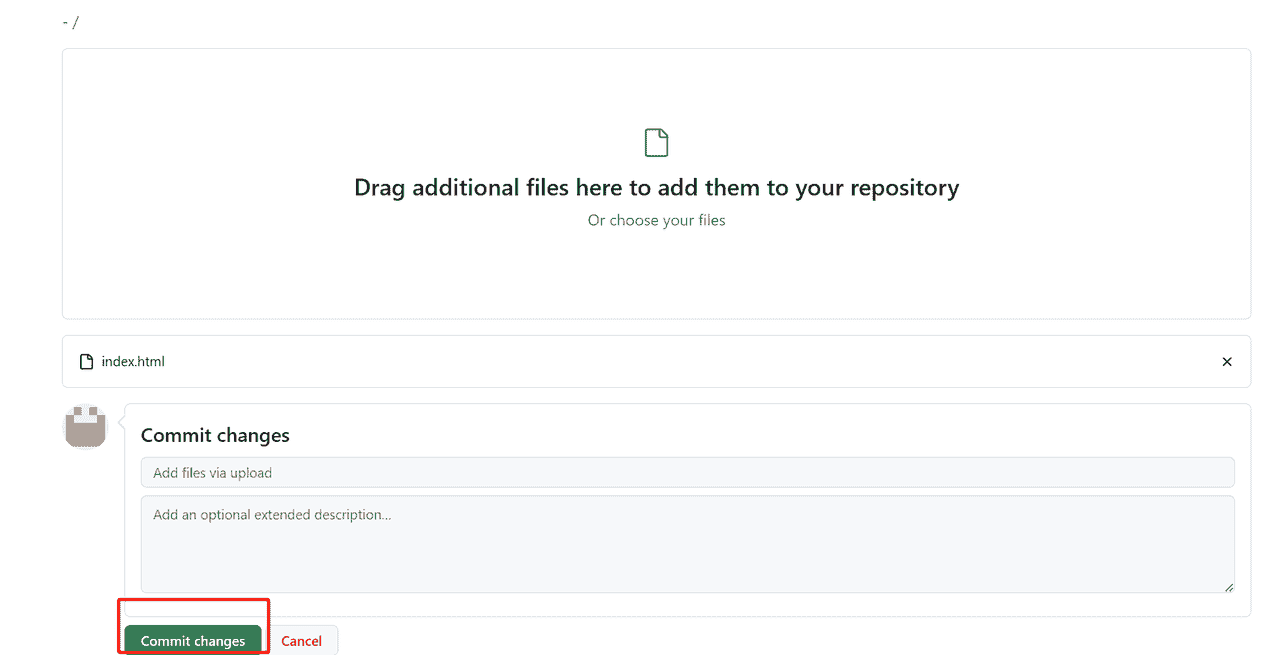 - /
Drag additional files here to add them to your repository
Or choose your files
index.html
Commit changes
Add files via upload
Add an optional extended description...
Commit changes
Cancel